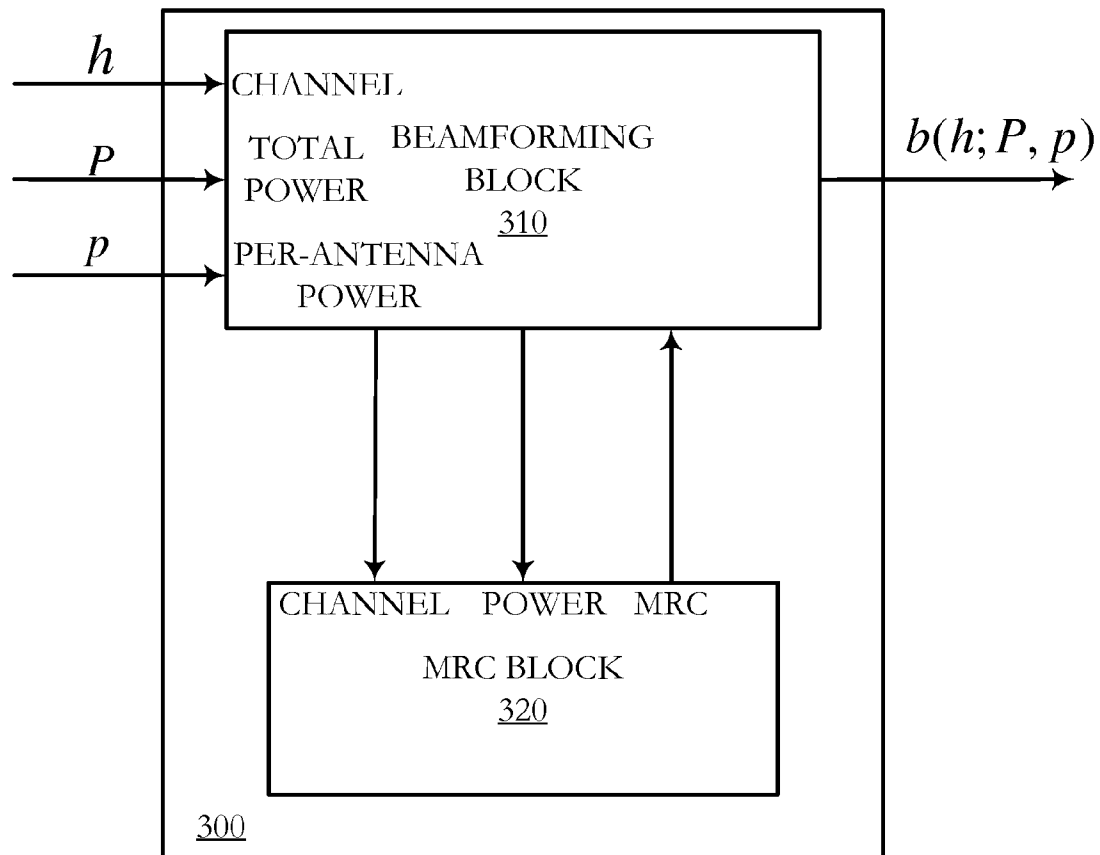 h
P
p
CHANNEL
TOTAL
POWER
PER-ANTENNA
POWER
BEAMFORMING
BLOCK
310
b(h; P, p)
CHANNEL POWER MRC
MRC BLOCK
320
300